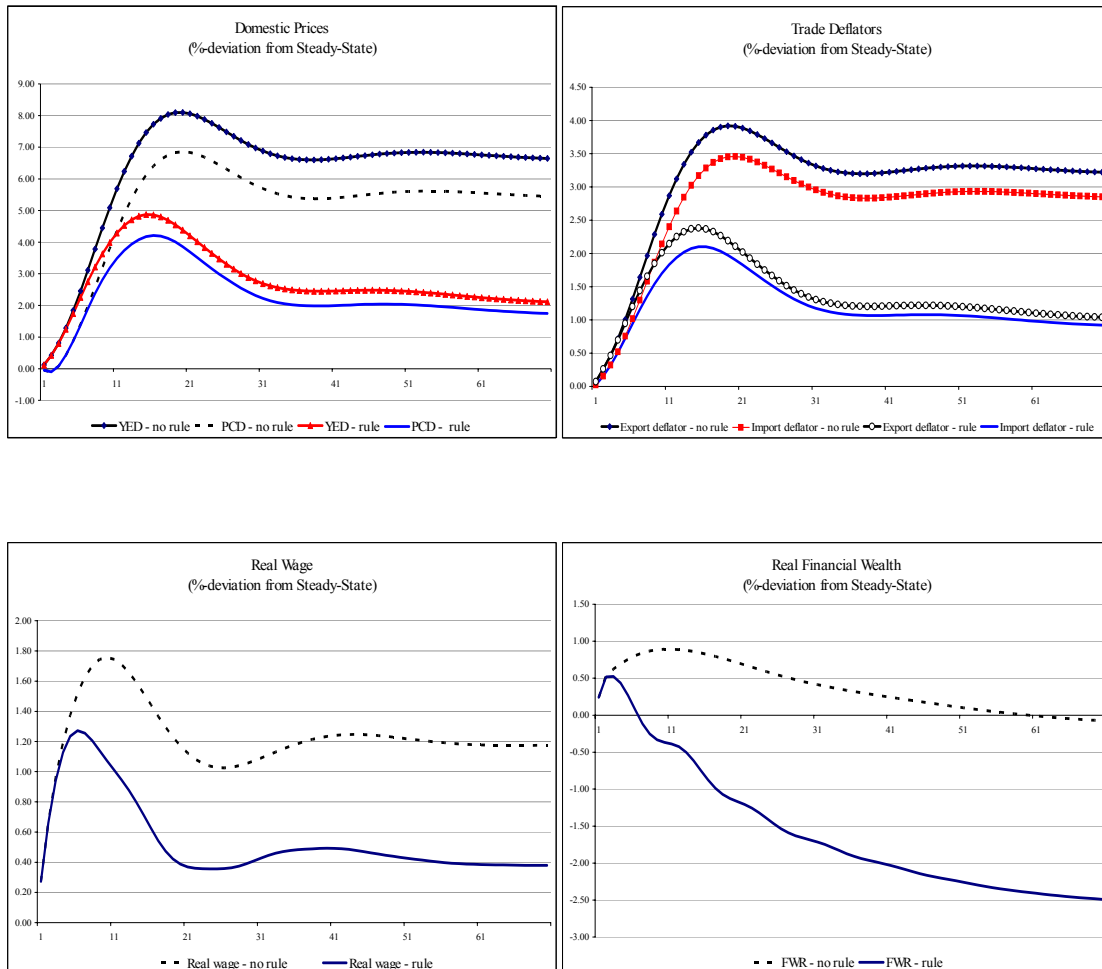 Domestic Prices
(%-deviation from Steady-State)
9.00
8.00
7.00
6.00
5.00
4.00
3.00
2.00
1.00
0.00
-1.00
1 11 21 31 41 51 61
YED - no rule PCD - no rule YED - rule PCD - rule
Trade Deflators
(%-deviation from Steady-State)
4.50
4.00
3.50
3.00
2.50
2.00
1.50
1.00
0.50
0.00
1 11 21 31 41 51 61
Export deflator - no rule Import deflator - no rule Export deflator - rule Import deflator - rule
Real Wage
(%-deviation from Steady-State)
2.00
1.80
1.60
1.40
1.20
1.00
0.80
0.60
0.40
0.20
0.00
1 11 21 31 41 51 61
Real wage - no rule Real wage - rule
Real Financial Wealth
(%-deviation from Steady-State)
1.50
1.00
0.50
0.00
-0.50
-1.00
-1.50
-2.00
-2.50
-3.00
1 11 21 31 41 51 61
FWR - no rule FWR - rule